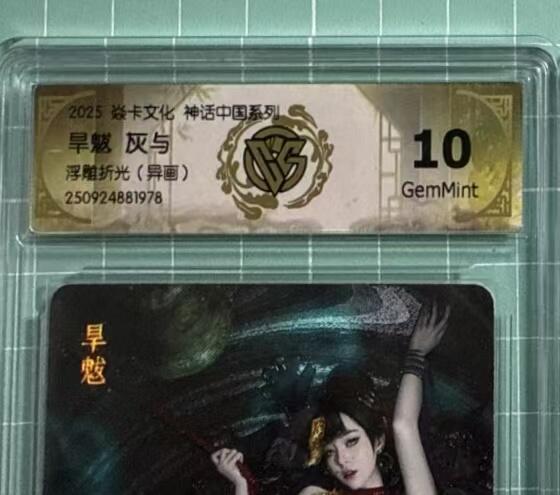 2025 焱卡文化 神话中国系列
旱魃 灰与
浮雕折光（异画）
250924881978
10
GemMint
旱魃